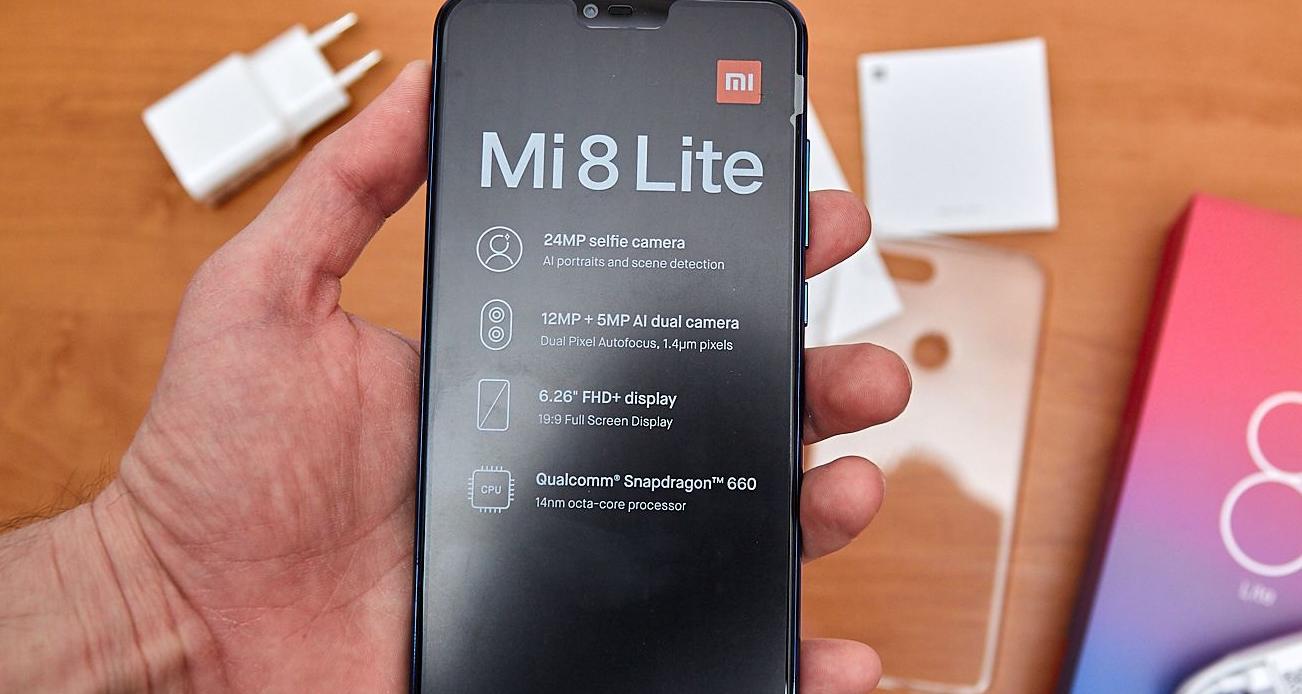 mi
Mi 8 Lite
24MP selfie camera
AI portraits and scene detection
12MP + 5MP AI dual camera
Dual Pixel Autofocus, 1.4μm pixels
6.26" FHD+ display
19:9 Full Screen Display
CPU
Qualcomm® Snapdragon™ 660
14nm octa-core processor
8
Lite